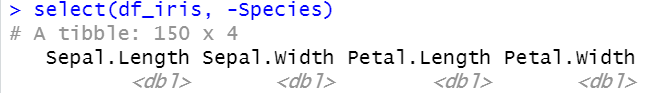 > select(df_iris, -Species)
# A tibble: 150 x 4
Sepal.Length Sepal.Width Petal.Length Petal.Width
<dbl> <dbl> <dbl> <dbl>